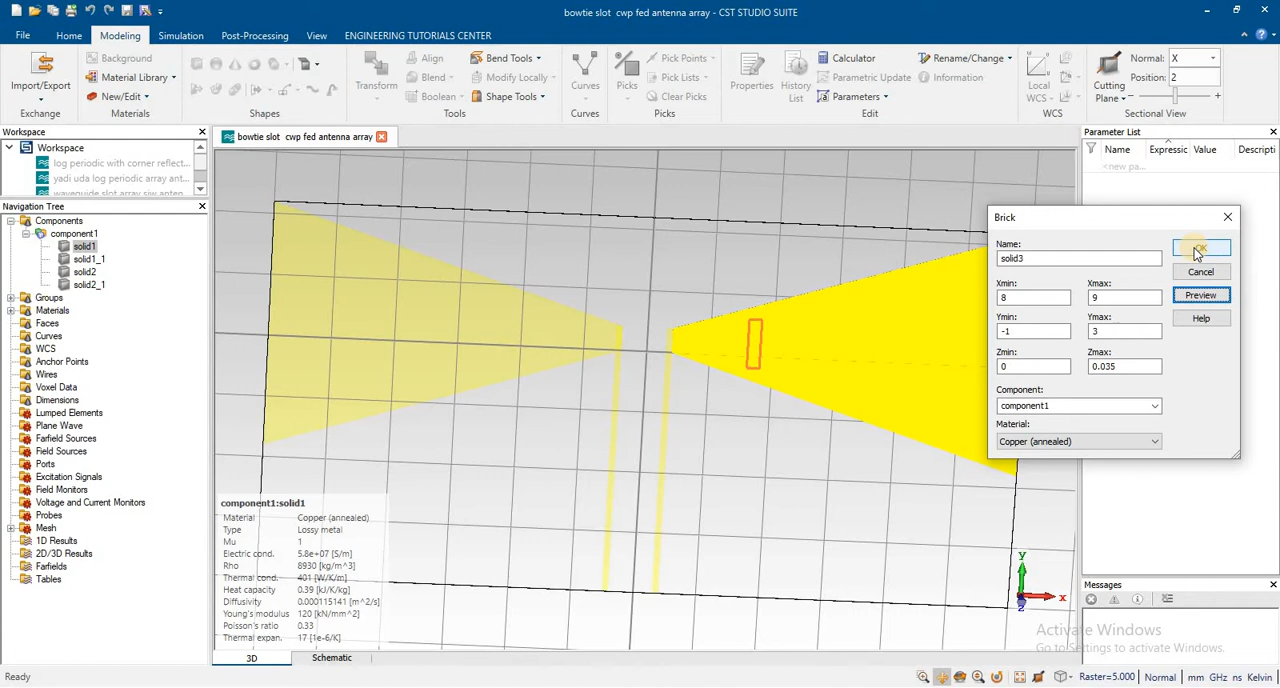 bowtie slot  cwp fed antenna array - CST STUDIO SUITE
File
Home
Modeling
Simulation
Post-Processing
View
ENGINEERING TUTORIALS CENTER
Import/Export
Exchange
Background
Material Library
New/Edit
Materials
Shapes
Transform
Align
Blend
Boolean
Bend Tools
Modify Locally
Shape Tools
Tools
Curves
Curves
Picks
Pick Points
Pick Lists
Clear Picks
Picks
Properties
History List
Calculator
Parametric Update
Parameters
Rename/Change
Information
Edit
Local WCS
WCS
Cutting Plane
Normal: X
Position: 2
Sectional View
Workspace
Workspace
log periodic with corner reflect...
yadi uda log periodic array ant...
waveguide slot array siw anten...
Navigation Tree
Components
component1
solid1
solid1_1
solid2
solid2_1
Groups
Materials
Faces
Curves
WCS
Anchor Points
Wires
Voxel Data
Dimensions
Lumped Elements
Plane Wave
Farfield Sources
Field Sources
Ports
Excitation Signals
Field Monitors
Voltage and Current Monitors
Probes
Mesh
1D Results
2D/3D Results
Farfields
Tables
bowtie slot  cwp fed antenna array
component1:solid1
Material Copper (annealed)
Type Lossy metal
Mu 1
Electric cond. 5.8e+07 [S/m]
Rho 8930 [kg/m^3]
Thermal cond. 401 [W/K/m]
Heat capacity 0.39 [kJ/K/kg]
Diffusivity 0.000115141 [m^2/s]
Young's modulus 120 [kN/mm^2]
Poisson's ratio 0.33
Thermal expan. 17 [1e-6/K]
y
x
z
3D
Schematic
Parameter List
Name Expressic Value Descripti
<new pa...
Brick
Name:
solid3
OK
Cancel
Preview
Help
Xmin: Xmax:
8 9
Ymin: Ymax:
-1 3
Zmin: Zmax:
0 0.035
Component:
component1
Material:
Copper (annealed)
Messages
Activate Windows
Go to Settings to activate Windows.
Ready
Raster=5.000 Normal mm GHz ns Kelvin